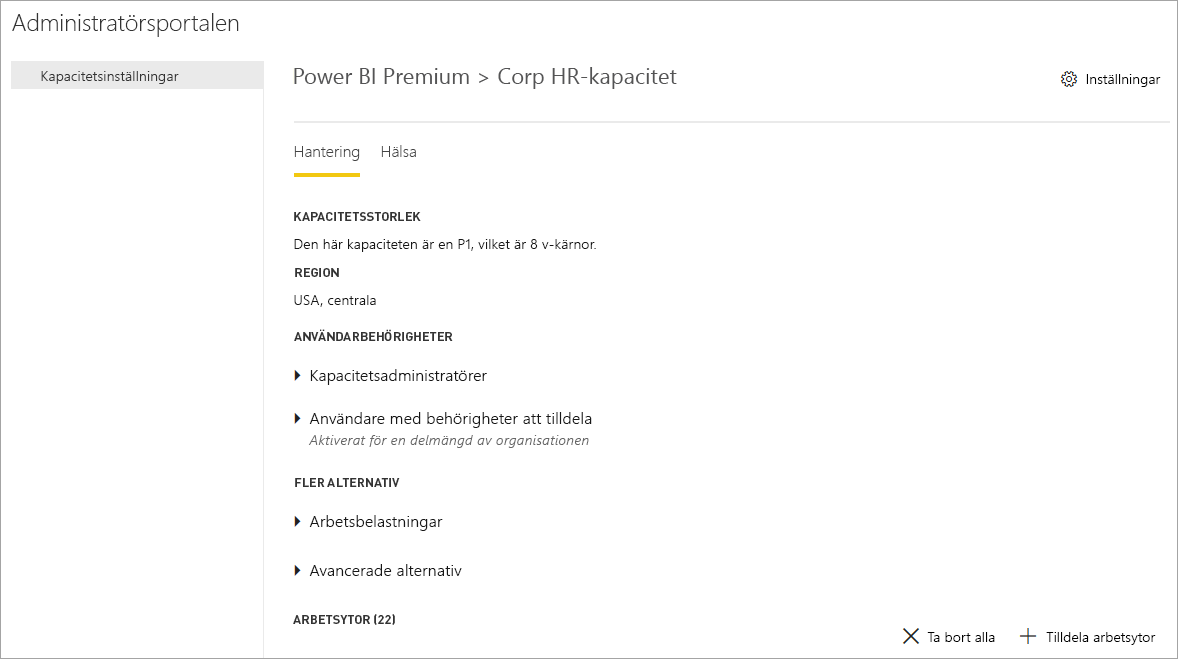 Administratörsportalen
Kapacitetsinställningar
Power BI Premium > Corp HR-kapacitet
Inställningar
Hantering Hälsa
KAPACITETSSTORLEK
Den här kapaciteten är en P1, vilket är 8 v-kärnor.
REGION
USA, centrala
ANVÄNDARBEHÖRIGHETER
Kapacitetsadministratörer
Användare med behörigheter att tilldela
Aktiverat för en delmängd av organisationen
FLER ALTERNATIV
Arbetsbelastningar
Avancerade alternativ
ARBETSYTOR (22)
Ta bort alla Tilldela arbetsytor